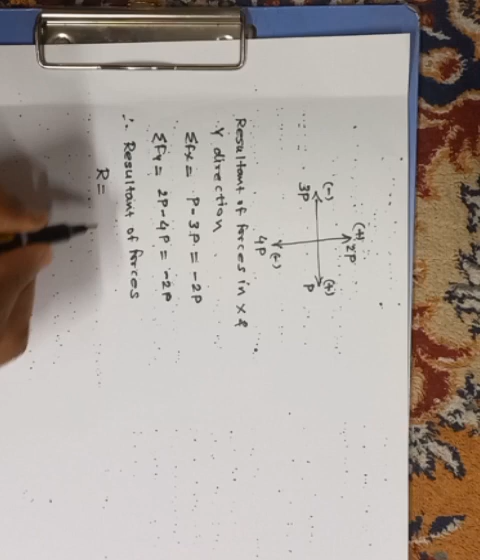 (+)
2P
(-)
3P
(+)
P
(-)
4P
Resultant of forces in x &
y direction
Σfx = P-3P = -2P
Σfy = 2P-4P = -2P
∴ Resultant of forces
R =